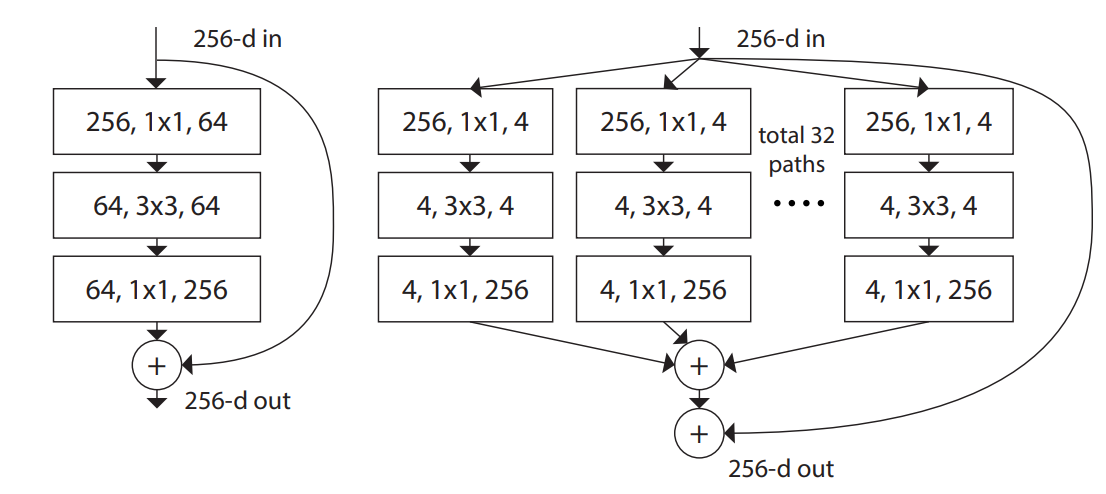 256-d in
256, 1x1, 64
64, 3x3, 64
64, 1x1, 256
+
256-d out
256-d in
256, 1x1, 4
256, 1x1, 4
total 32
paths
256, 1x1, 4
4, 3x3, 4
4, 3x3, 4
....
4, 3x3, 4
4, 1x1, 256
4, 1x1, 256
4, 1x1, 256
+
+
256-d out